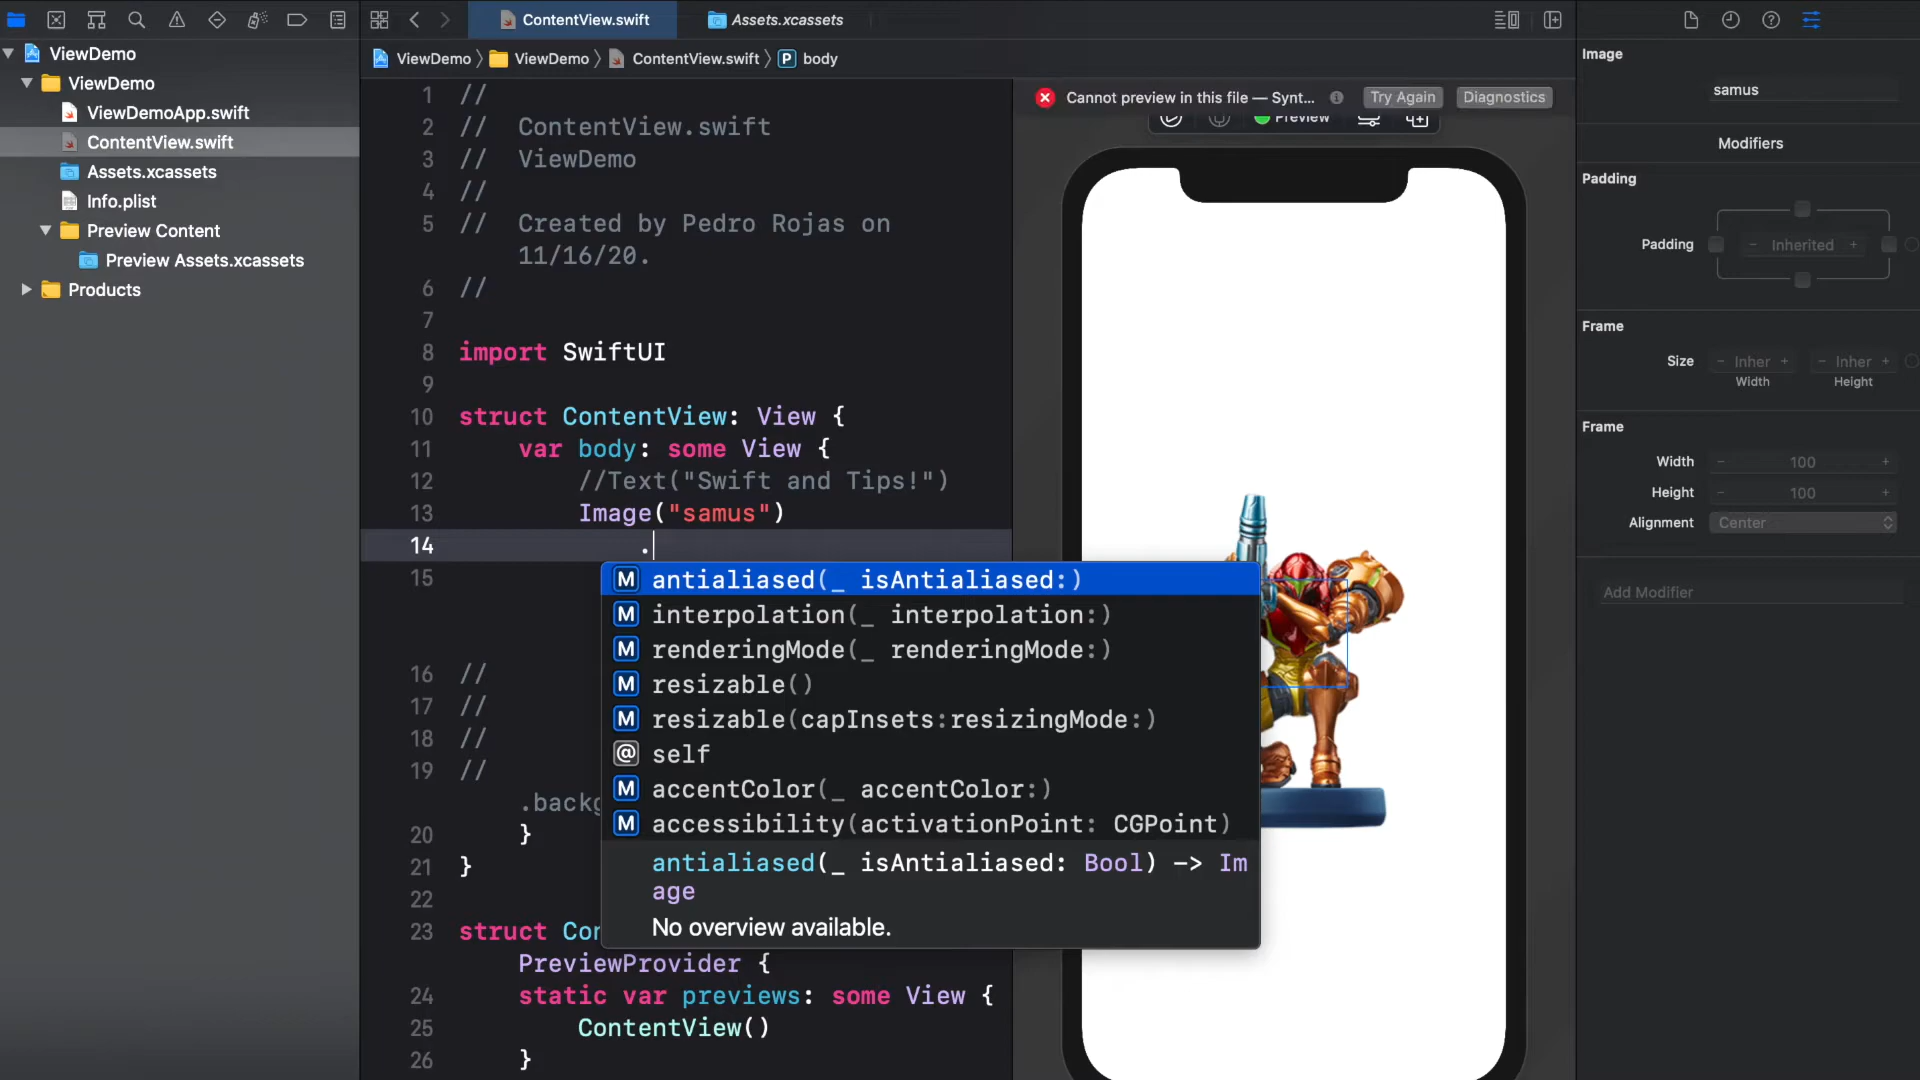 ContentView.swift
Assets.xcassets
ViewDemo
ViewDemo
ViewDemoApp.swift
ContentView.swift
Assets.xcassets
Info.plist
Preview Content
Preview Assets.xcassets
Products
ViewDemo
ViewDemo
ContentView.swift
P
body
1 //
2 // ContentView.swift
3 // ViewDemo
4 //
5 // Created by Pedro Rojas on
11/16/20.
6 //
7
8 import SwiftUI
9
10 struct ContentView: View {
11 var body: some View {
12 //Text("Swift and Tips!")
13 Image("samus")
14 .
15
16 //
17 //
18 //
19 //
20 }
21 }
22
23 struct
PreviewProvider {
24 static var previews: some View {
25 ContentView()
26 }
M antialiased(_ isAntialiased:)
M interpolation(_ interpolation:)
M renderingMode(_ renderingMode:)
M resizable()
M resizable(capInsets:resizingMode:)
@ self
M accentColor(_ accentColor:)
M accessibility(activationPoint: CGPoint)
antialiased(_ isAntialiased: Bool) -> Im
age
No overview available.
Cannot preview in this file — Synt...
Try Again
Diagnostics
Preview
Image
samus
Modifiers
Padding
Padding
- Inherited +
Frame
Size
- Inher +
- Inher +
Width
Height
Frame
Width
- 100 +
Height
- 100 +
Alignment
Center
Add Modifier